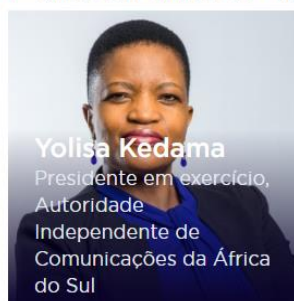 Yolisa Kedama
Presidente em exercício,
Autoridade
Independente de
Comunicações da África
do Sul